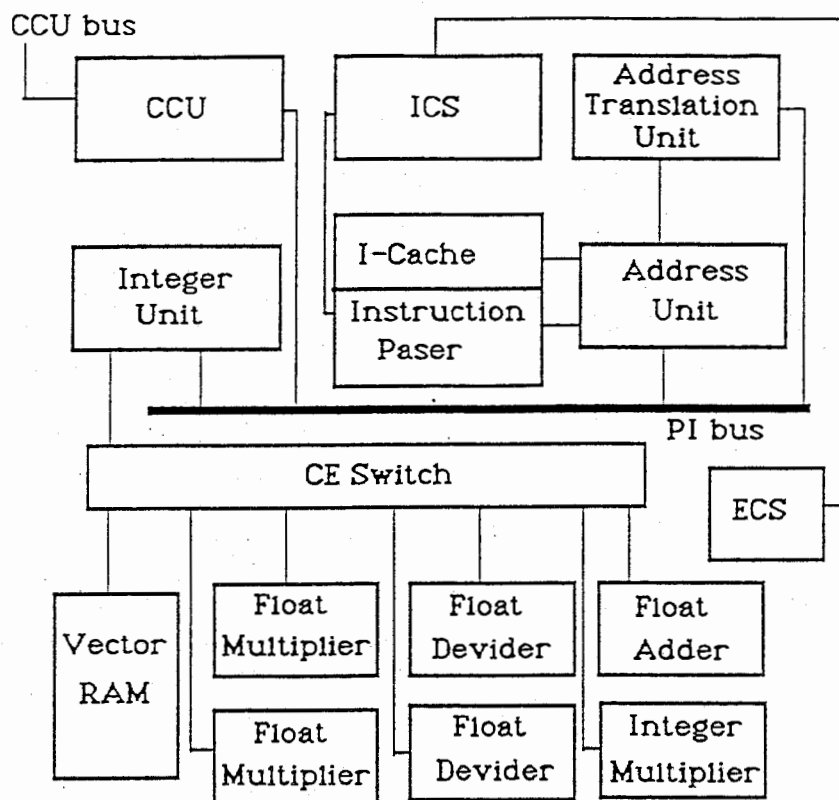 CCU bus
CCU
ICS
Address
Translation
Unit
Integer
Unit
I-Cache
Instruction
Paser
Address
Unit
PI bus
CE Switch
ECS
Vector
RAM
Float
Multiplier
Float
Devider
Float
Adder
Float
Multiplier
Float
Devider
Integer
Multiplier